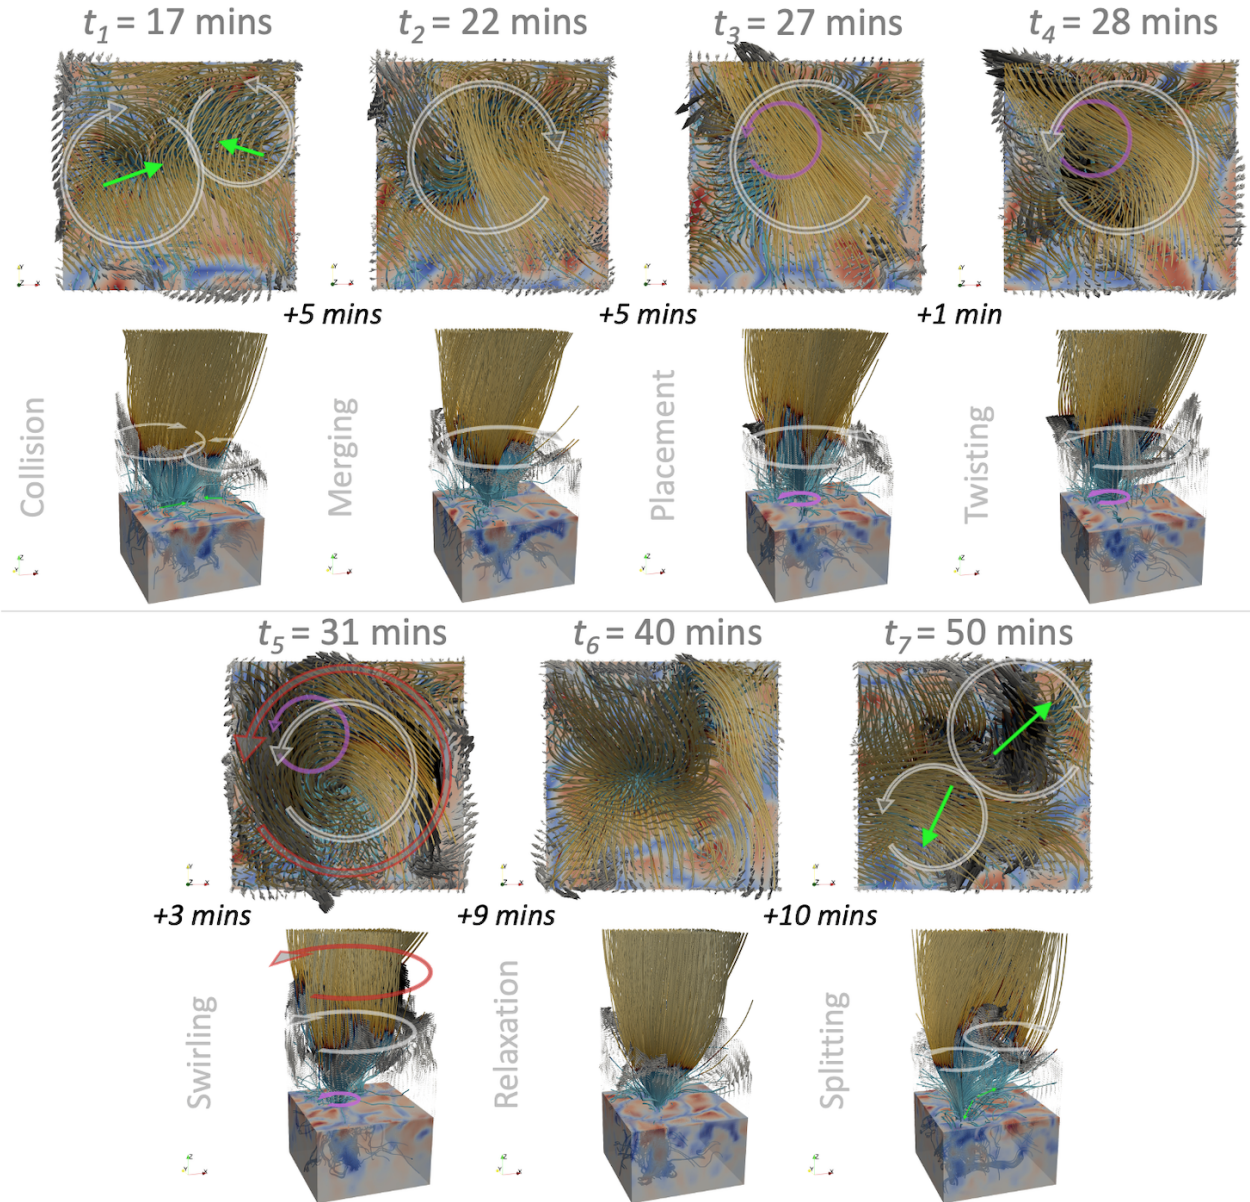 t1 = 17 mins
t2 = 22 mins
t3 = 27 mins
t4 = 28 mins
+5 mins
+5 mins
+1 min
Collision
Merging
Placement
Twisting
t5 = 31 mins
t6 = 40 mins
t7 = 50 mins
+3 mins
+9 mins
+10 mins
Swirling
Relaxation
Splitting